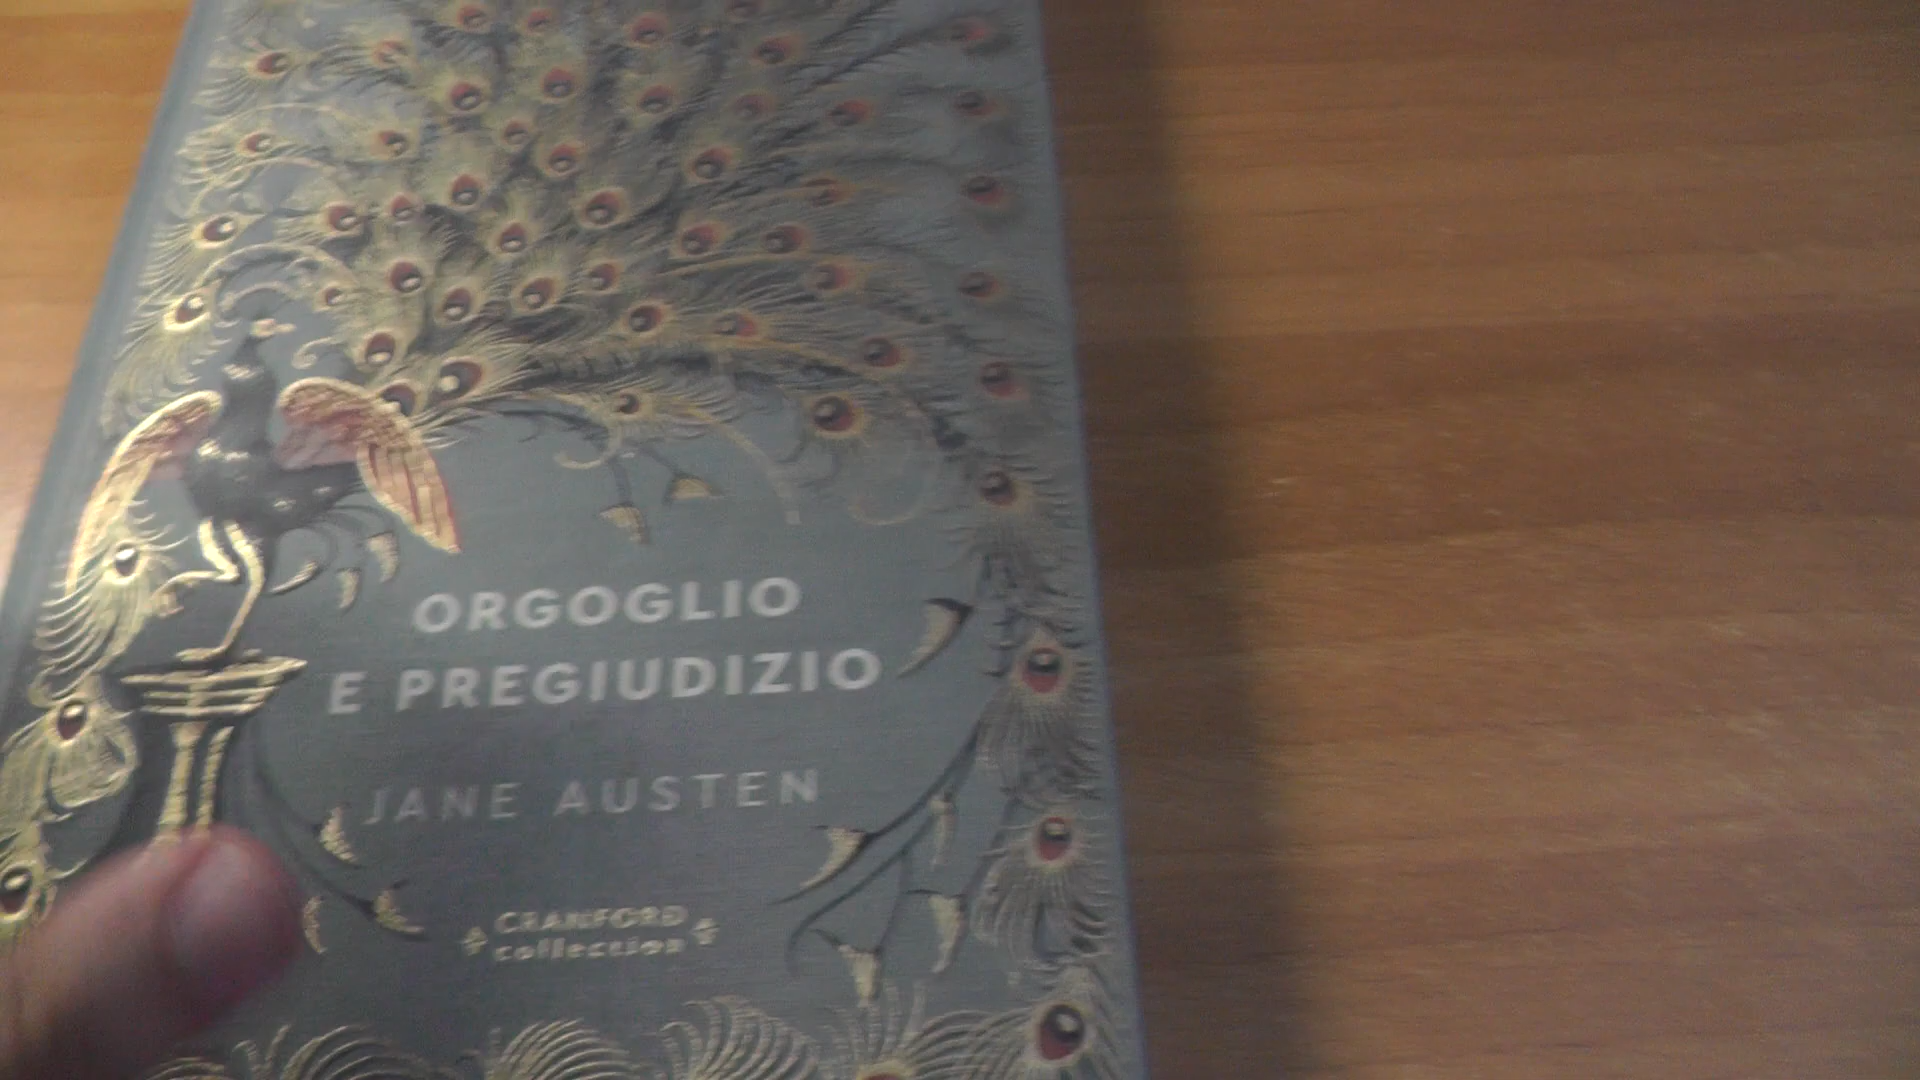 ORGOGLIO
E PREGIUDIZIO
JANE AUSTEN
CRANFORD
collection